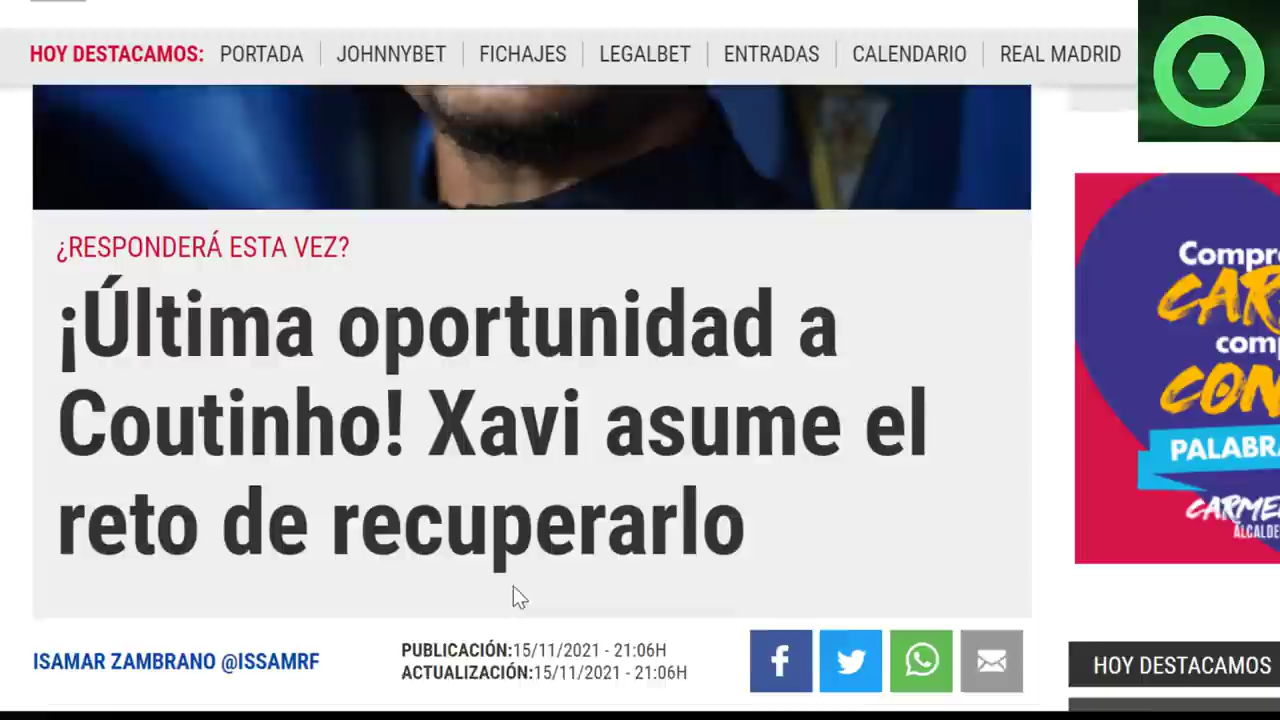 HOY DESTACAMOS: PORTADA JOHNNYBET FICHAJES LEGALBET ENTRADAS CALENDARIO REAL MADRID
¿RESPONDERÁ ESTA VEZ?
¡Última oportunidad a
Coutinho! Xavi asume el
reto de recuperarlo
ISAMAR ZAMBRANO @ISSAMRF
PUBLICACIÓN:15/11/2021 - 21:06H
ACTUALIZACIÓN:15/11/2021 - 21:06H
PALABRA
HOY DESTACAMOS